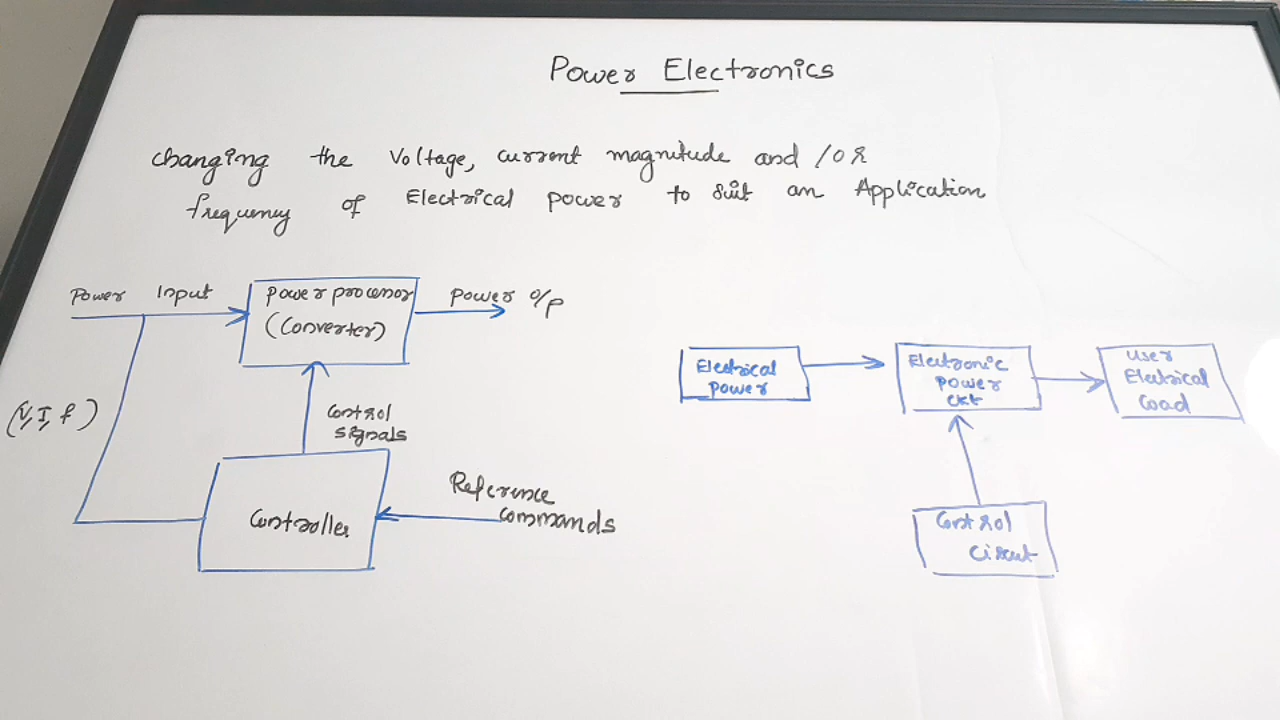 Power Electronics
changing the Voltage, current magnitude and /or
frequency of Electrical power to suit an Application
Power Input
Power processor
(Converter)
Power o/p
(V, I, f)
Control
signals
Controller
Reference
commands
Electrical
power
Electronic
power
ckt
User
Electrical
Load
Control
Circut